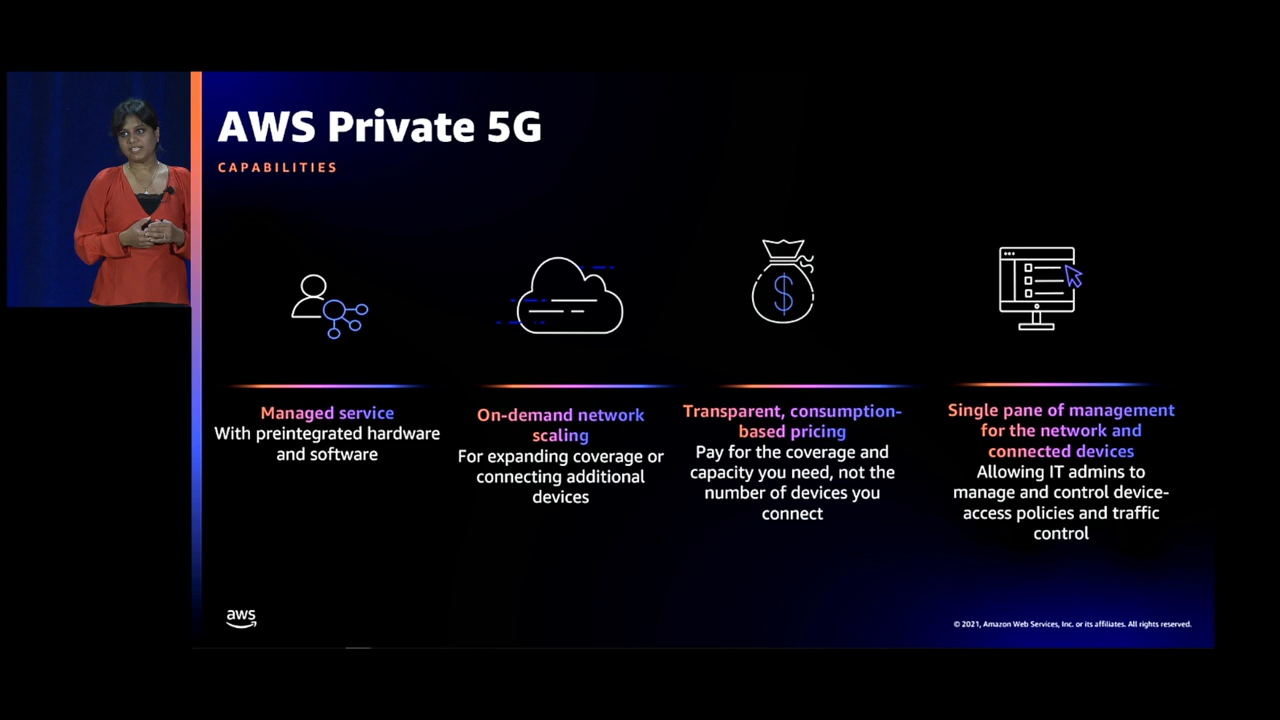 AWS Private 5G
CAPABILITIES
$
Managed service
With preintegrated hardware
and software
On-demand network
scaling
For expanding coverage or
connecting additional
devices
Transparent, consumption-
based pricing
Pay for the coverage and
capacity you need, not the
number of devices you
connect
Single pane of management
for the network and
connected devices
Allowing IT admins to
manage and control device-
access policies and traffic
control
aws
© 2021, Amazon Web Services, Inc. or its affiliates. All rights reserved.